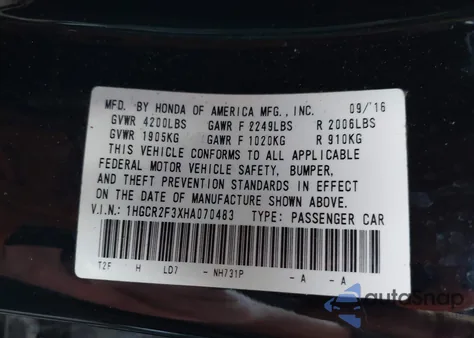 MFD. BY HONDA OF AMERICA MFG., INC. 09/'16
GVWR 4200LBS GAWR F 2249LBS R 2006LBS
GVWR 1905KG GAWR F 1020KG R 910KG
THIS VEHICLE CONFORMS TO ALL APPLICABLE
FEDERAL MOTOR VEHICLE SAFETY, BUMPER,
AND THEFT PREVENTION STANDARDS IN EFFECT
ON THE DATE OF MANUFACTURE SHOWN ABOVE.
V.I.N.: 1HGCR2F3XHA070483 TYPE: PASSENGER CAR
T2F H LD7 - NH731P - A - A
autoSnap